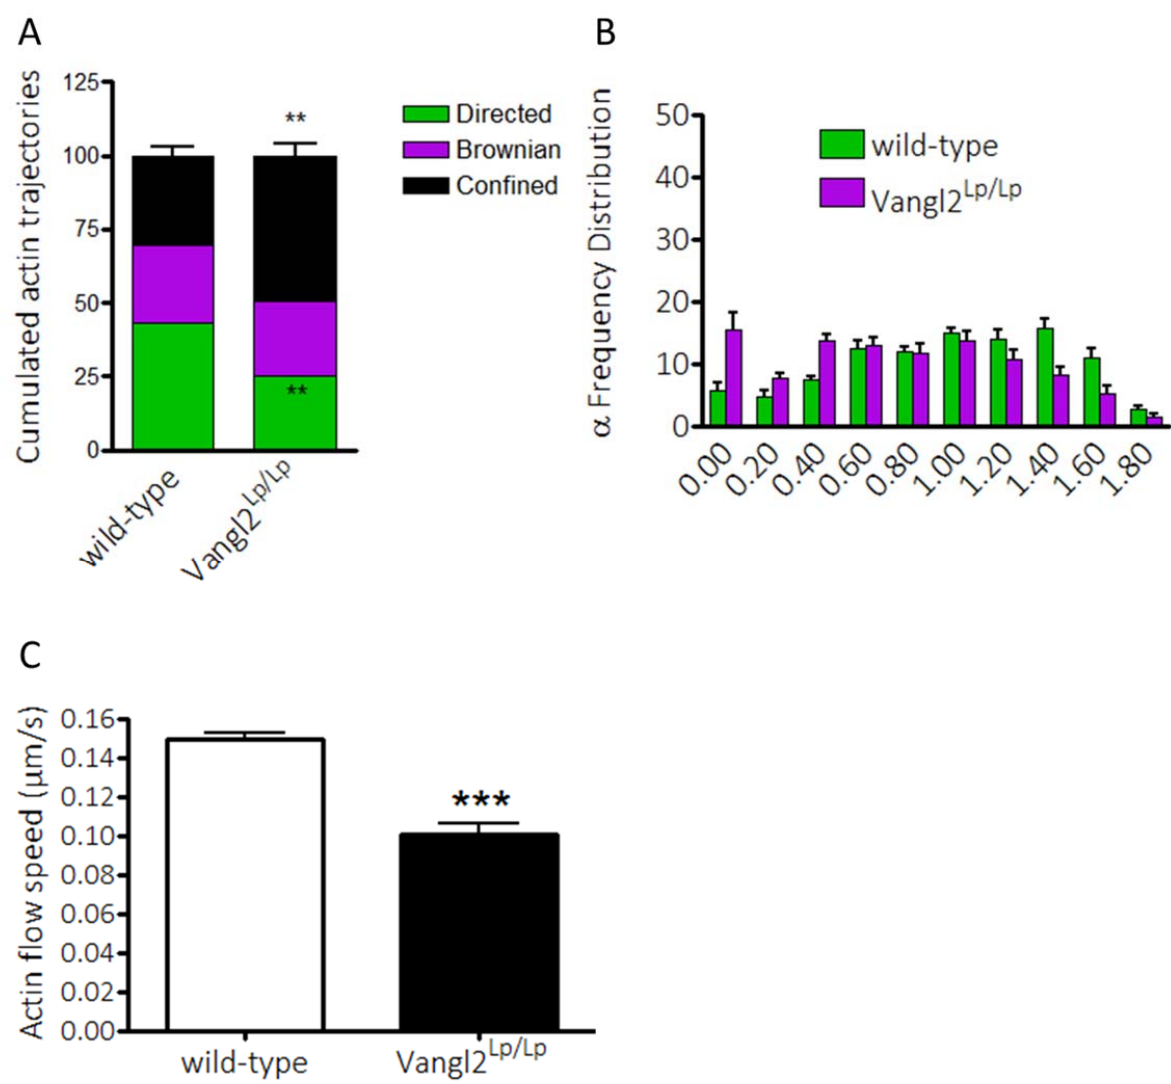 A
Cumulated actin trajectories
125
100
75
50
25
0
**
**
wild-type
Vangl2Lp/Lp
Directed
Brownian
Confined
B
α Frequency Distribution
50
40
30
20
10
0
wild-type
Vangl2Lp/Lp
0.00 0.20 0.40 0.60 0.80 1.00 1.20 1.40 1.60 1.80
C
Actin flow speed (μm/s)
0.16
0.14
0.12
0.10
0.08
0.06
0.04
0.02
0.00
***
wild-type Vangl2Lp/Lp